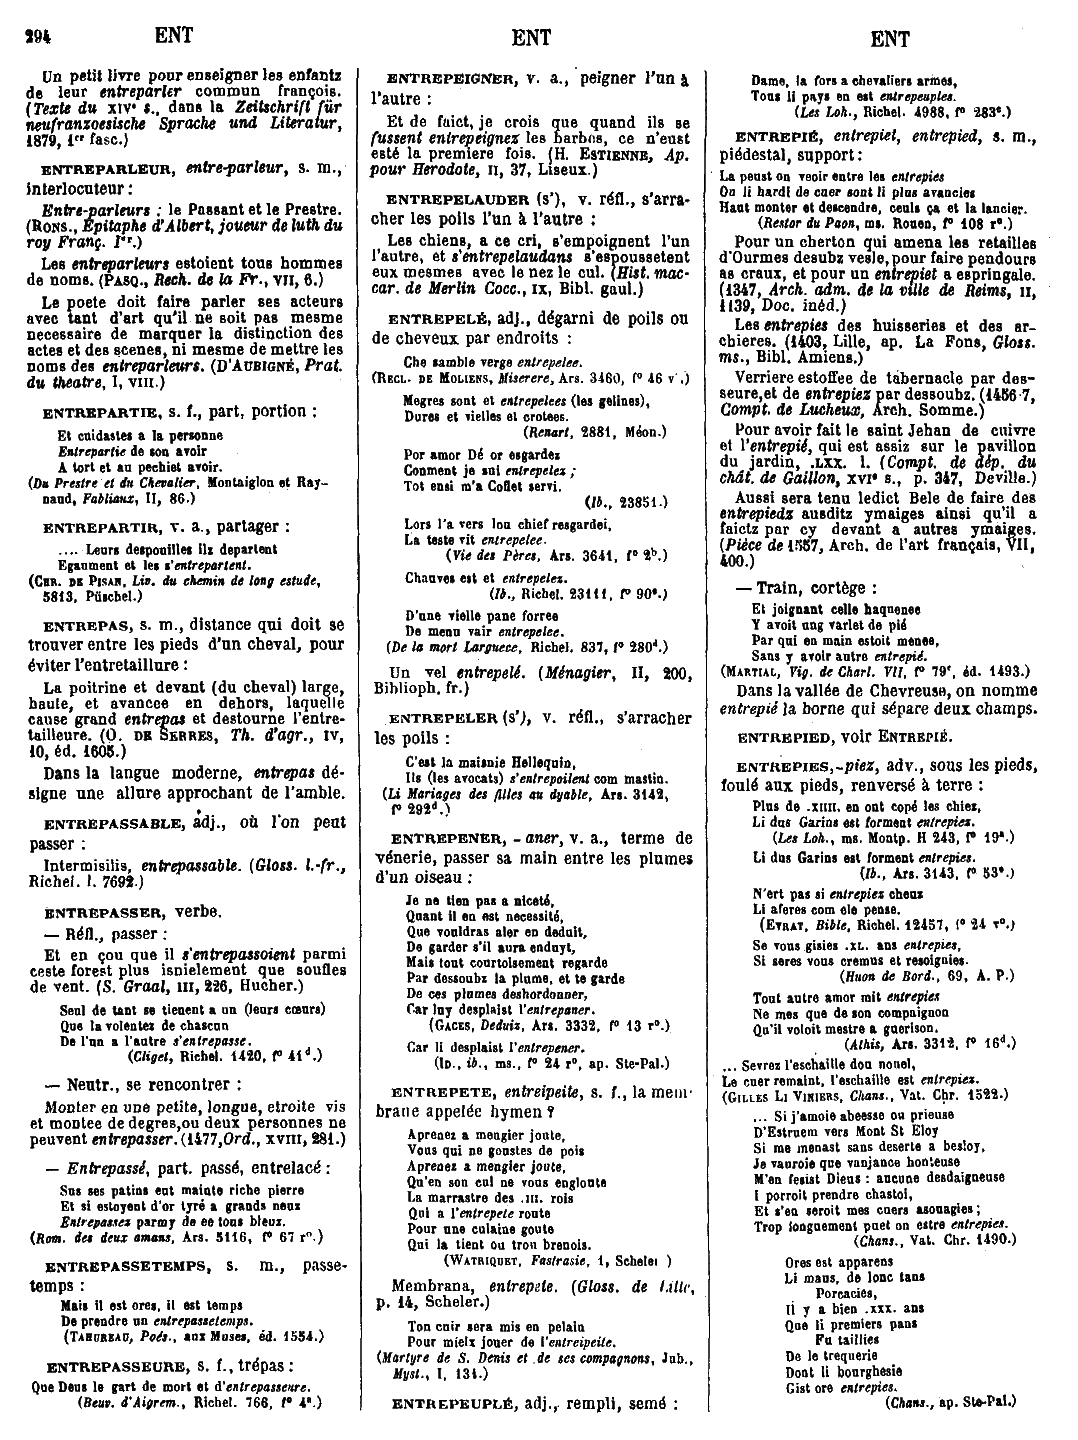 294 ENT ENT ENT
Un petit livre pour enseigner les enfantz
de leur entreparler commun françois.
(Texte du XIVe s., dans la Zeitschrift für
neufranzoesische Sprache und Literatur,
1879, 1er fasc.)
ENTREPARLEUR, entre-parleur, s. m.,
interlocuteur :
Entre-parleurs : le Passant et le Prestre.
(RONS., Epitaphe d'Albert, joueur de luth du
roy Franç. Ier.)
Les entreparleurs estoient tous hommes
de noms. (PASQ., Rech. de la Fr., VII, 6.)
Le poete doit faire parler ses acteurs
avec tant d'art qu'il ne soit pas mesme
necessaire de marquer la distinction des
actes et des scenes, ni mesme de mettre les
noms des entreparleurs. (D'AUBIGNÉ, Prat.
du theatre, I, VIII.)
ENTREPARTIE, s. f., part, portion :
Et cuidastes a la personne
Entrepartie de son avoir
A tort et au pechiet avoir.
(Du Prestre et du Chevalier, Montaiglon et Ray-
naud, Fabliaux, II, 86.)
ENTREPARTIR, v. a., partager :
.... Leurs despouilles ilz departent
Egaument et les s'entrepartent.
(CHR. DE PISAN, Liv. du chemin de long estude,
5813, Püschel.)
ENTREPAS, s. m., distance qui doit se
trouver entre les pieds d'un cheval, pour
éviter l'entretaillure :
La poitrine et devant (du cheval) large,
haute, et avancee en dehors, laquelle
cause grand entrepas et destourne l'entre-
tailleure. (O. DE SERRES, Th. d'agr., IV,
10, éd. 1605.)
Dans la langue moderne, entrepas dé-
signe une allure approchant de l'amble.
ENTREPASSABLE, adj., où l'on peut
passer :
Intermisilis, entrepassable. (Gloss. l.-fr.,
Richel. l. 7692.)
ENTREPASSER, verbe.
— Réfl., passer :
Et en çou que il s'entrepassoient parmi
ceste forest plus isnielement que soufles
de vent. (S. Graal, III, 226, Hucher.)
Seul de tant se tienent a un (leurs cœurs)
Que la volentez de chascun
De l'un a l'autre s'entrepasse.
(Cliget, Richel. 1420, fo 41d.)
— Neutr., se rencontrer :
Monter en une petite, longue, etroite vis
et montee de degres, ou deux personnes ne
peuvent entrepasser. (1477, Ord., XVIII, 281.)
— Entrepassé, part. passé, entrelacé :
Sus ses patins eut mainte riche pierre
Et si estoyent d'or tyré a grands neux
Entrepassez parmy de ee tous bleux.
(Rom. des deux amans, Ars. 5116, fo 67 ro.)
ENTREPASSETEMPS, s. m., passe-
temps :
Mais il est ores, il est temps
De prendre un entrepassetemps.
(TAHUREAU, Poés., aux Muses, éd. 1554.)
ENTREPASSEURE, s. f., trépas :
Que Deus le gart de mort et d'entrepasseure.
(Beuv. d'Aigrem., Richel. 766, fo 4a.)
ENTREPEIGNER, v. a., peigner l'un à
l'autre :
Et de faict, je crois que quand ils se
fussent entrepeignez les barbes, ce n'eust
esté la premiere fois. (H. ESTIENNE, Ap.
pour Herodote, II, 37, Liseux.)
ENTREPELAUDER (s'), v. réfl., s'arra-
cher les poils l'un à l'autre :
Les chiens, a ce cri, s'empoignent l'un
l'autre, et s'entrepelaudans s'espoussetent
eux mesmes avec le nez le cul. (Hist. mac-
car. de Merlin Cocc., IX, Bibl. gaul.)
ENTREPELÉ, adj., dégarni de poils ou
de cheveux par endroits :
Che samble verge entrepelee.
(RECL. DE MOLIENS, Miserere, Ars. 3460, fo 46 v .)
Megres sont et entrepelees (les gelines),
Dures et vielles et crotees.
(Renart, 2881, Méon.)
Por amor Dé or esgardez
Conment je sui entrepelez ;
Tot ensi m'a Coflet servi.
(Ib., 23851.)
Lors l'a vers lou chief resgardei,
La teste vit entrepelee.
(Vie des Pères, Ars. 3641, fo 2b.)
Chauves est et entrepelez.
(Ib., Richel. 23111, fo 90a.)
D'une vielle pane forree
De menu vair entrepelee.
(De la mort Larguece, Richel. 837, fo 280d.)
Un vel entrepelé. (Ménagier, II, 200,
Biblioph. fr.)
ENTREPELER (s'), v. réfl., s'arracher
les poils :
C'est la maisnie Hellequin,
Ils (les avocats) s'entrepoilent com mastin.
(Li Mariages des filles au dyable, Ars. 3142,
fo 292d.)
ENTREPENER, - aner, v. a., terme de
vénerie, passer sa main entre les plumes
d'un oiseau :
Je ne tien pas a niceté,
Quant il en est necessité,
Que vouldras aler en deduit,
De garder s'il aura enduyt,
Mais tout courtoisement regarde
Par dessoubz la plume, et te garde
De ces plumes deshordonner,
Car luy desplaist l'entrepaner.
(GACES, Deduiz, Ars. 3332, fo 13 ro.)
Car li desplaist l'entrepener.
(ID., ib., ms., fo 24 ro, ap. Ste-Pal.)
ENTREPETE, entreipeite, s. f., la mem-
brane appelée hymen ?
Aprenez a mengier joute,
Vous qui ne goustes de pois
Aprenez a mengier joute,
Qu'en son cul ne vous engloute
La marrastre des .III. rois
Qui a l'entrepete route
Pour une culaine goute
Qui la tient ou trou brenois.
(WATRIQUET, Fastrasie, 1, Scheler )
Membrana, entrepete. (Gloss. de Lille,
p. 14, Scheler.)
Ton cuir sera mis en pelain
Pour mielx jouer de l'entreipeite.
(Martyre de S. Denis et de ses compagnons, Jub.,
Myst., I, 131.)
ENTREPEUPLÉ, adj., rempli, semé :
Dame, la fors a chevaliers armes,
Tous li pays en est entrepeuples.
(Les Loh., Richel. 4988, fo 283e.)
ENTREPIÉ, entrepiet, entrepied, s. m.,
piédestal, support :
La peust on veoir entre les entrepies
Ou li hardi de cuer sont li plus avancies
Haut monter et descendre, ceuls ça et la lancier.
(Restor du Paon, ms. Rouen, fo 108 ro.)
Pour un cherton qui amena les retailles
d'Ourmes desubz vesle, pour faire pendours
as craux, et pour un entrepiet a espringale.
(1347, Arch. adm. de la ville de Reims, II,
1139, Doc. inéd.)
Les entrepies des huisseries et des ar-
chieres. (1403, Lille, ap. La Fons, Gloss.
ms., Bibl. Amiens.)
Verriere estoffee de tabernacle par des-
seure, et de entrepiez par dessoubz. (1456-7,
Compt. de Lucheux, Arch. Somme.)
Pour avoir fait le saint Jehan de cuivre
et l'entrepié, qui est assiz sur le pavillon
du jardin, .LXX. l. (Compt. de dép. du
chât. de Gaillon, XVIe s., p. 347, Deville.)
Aussi sera tenu ledict Bele de faire des
entrepiedz ausditz ymaiges ainsi qu'il a
faictz par cy devant a autres ymaiges.
(Pièce de 1557, Arch. de l'art français, VII,
400.)
— Train, cortège :
Et joignant celle haquenee
Y avoit ung varlet de pié
Par qui en main estoit menee,
Sans y avoir autre entrepié.
(MARTIAL, Vig. de Charl. VII, fo 79e, éd. 1493.)
Dans la vallée de Chevreuse, on nomme
entrepié la borne qui sépare deux champs.
ENTREPIED, voir ENTREPIÉ.
ENTREPIES, -piez, adv., sous les pieds,
foulé aux pieds, renversé à terre :
Plus de .XIIII. en ont copé les chiez,
Li dus Garins est forment entrepiez.
(Les Loh., ms. Montp. H 243, fo 19a.)
Li dus Garins est forment entrepies.
(Ib., Ars. 3143, fo 53e.)
N'ert pas si entrepiez cheuz
Li aferes com ele pense.
(ETRAT, Bible, Richel. 12457, fo 24 ro.)
Se vous gisies .XL. ans entrepies,
Si seres vous cremus et resoignies.
(Huon de Bord., 69, A. P.)
Tout autre amor mit entrepies
Ne mes que de son compaignon
Qu'il voloit mestre a guerison.
(Athis, Ars. 3312, fo 16d.)
... Sevrez l'eschaille dou nouel,
Le cuer remaint, l'eschaille est entrepiez.
(GILLES LI VINIERS, Chans., Vat. Chr. 1522.)
... Si j'amoie abeesse ou prieuse
D'Estruem vers Mont St Eloy
Si me menast sans deserte a besloy,
Je vauroie que vanjance honteuse
M'en fesist Dieus : aucune desdaigneuse
I porroit prendre chastoi,
Et s'en seroit mes cuers asouagies ;
Trop longuement puet on estre entrepies.
(Chans., Vat. Chr. 1490.)
Ores est apparens
Li maus, de lonc tans
Porcacies,
Il y a bien .XXX. ans
Que li premiers pans
Fu taillies
De le trequerie
Dont li bourghesie
Gist ore entrepies.
(Chans., ap. Ste-Pal.)